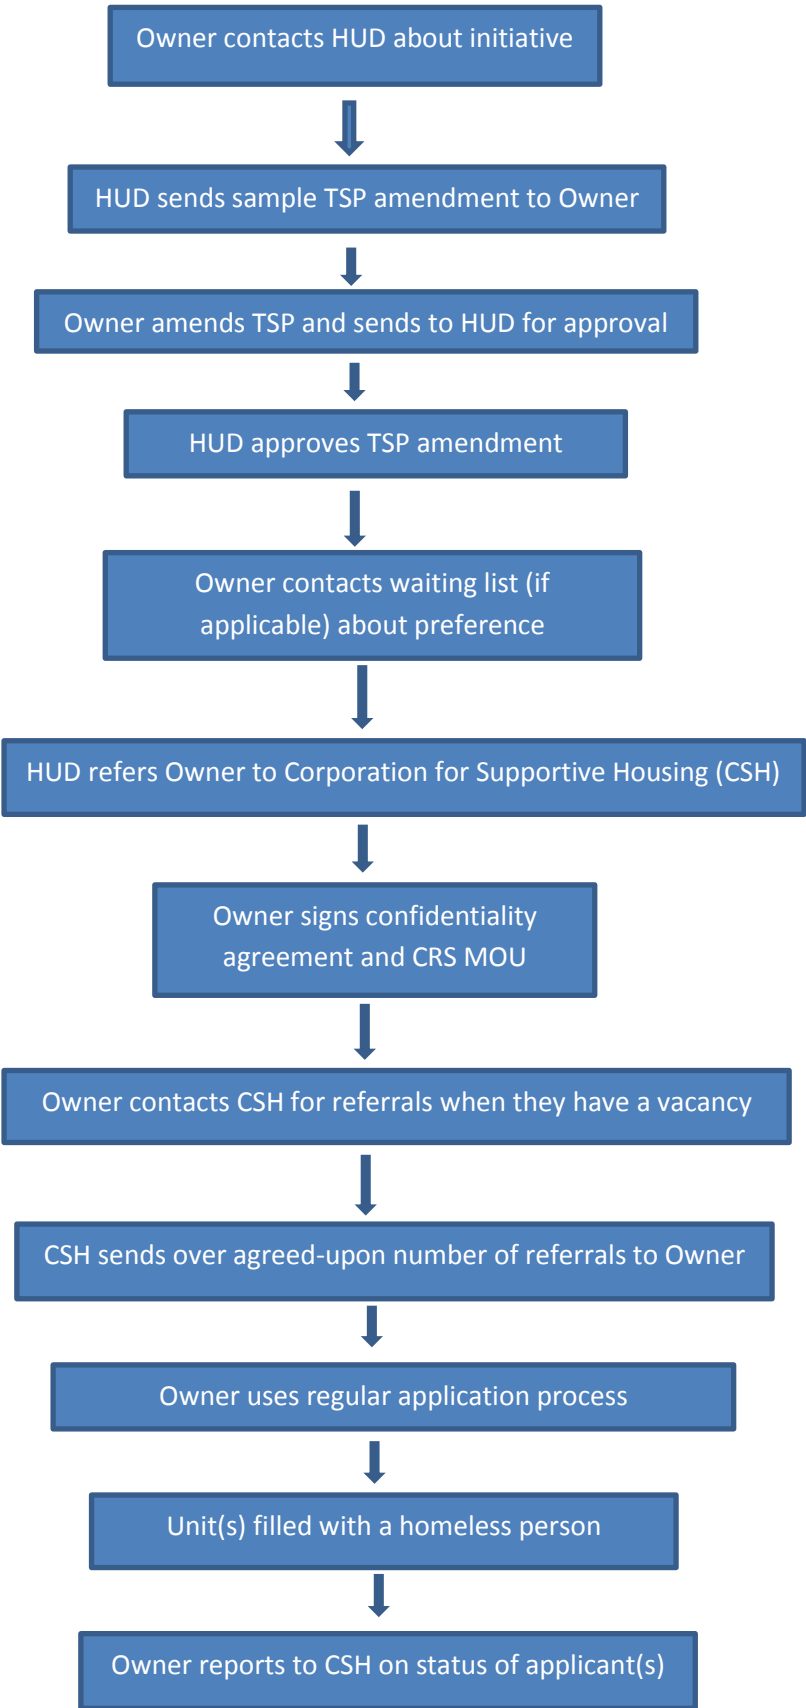 Owner contacts HUD about initiative
HUD sends sample TSP amendment to Owner
Owner amends TSP and sends to HUD for approval
HUD approves TSP amendment
Owner contacts waiting list (if
applicable) about preference
HUD refers Owner to Corporation for Supportive Housing (CSH)
Owner signs confidentiality
agreement and CRS MOU
Owner contacts CSH for referrals when they have a vacancy
CSH sends over agreed-upon number of referrals to Owner
Owner uses regular application process
Unit(s) filled with a homeless person
Owner reports to CSH on status of applicant(s)